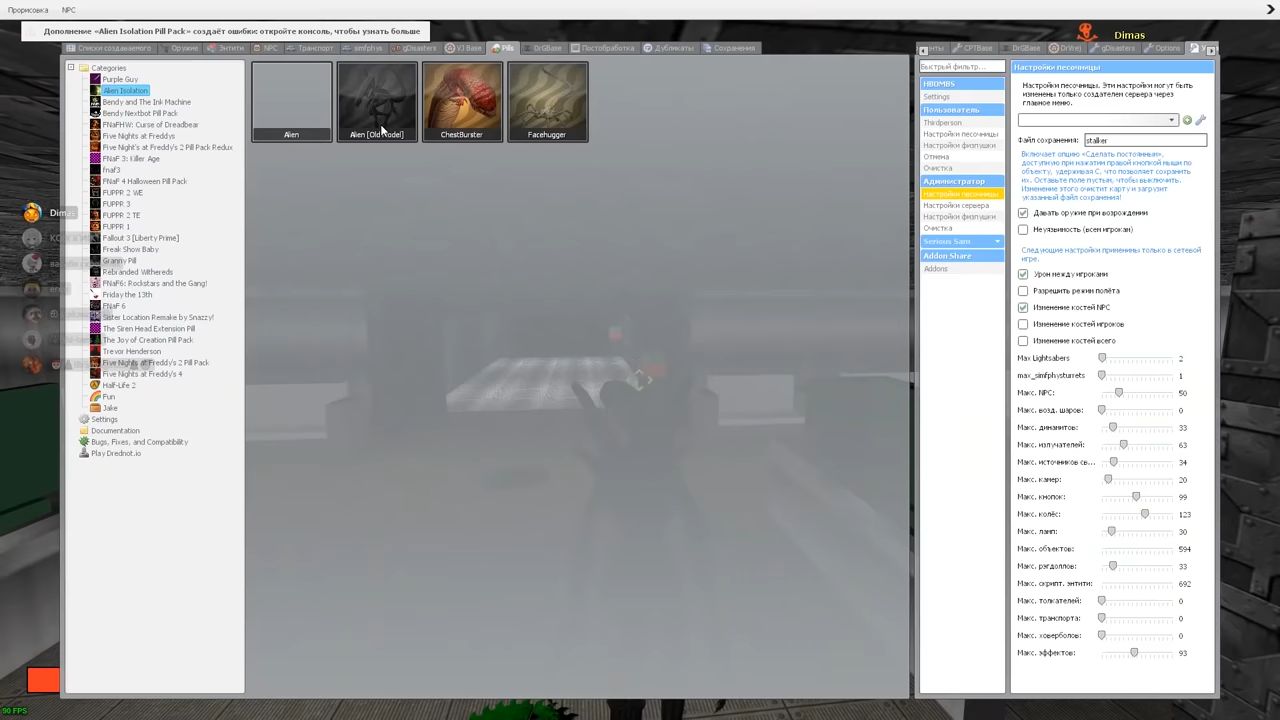 Прорисовка NPC
Дополнение «Alien Isolation Pill Pack» создаёт ошибки: откройте консоль, чтобы узнать больше
Dimas
Списки создаваемого Оружие Энтити NPC Транспорт simfphys gDisasters VJ Base Pills DrGBase Постобработка Дубликаты Сохранения
Categories
Purple Guy
Alien Isolation
Bendy and The Ink Machine
Bendy Nextbot Pill Pack
FNaFHW: Curse of Dreadbear
Five Nights at Freddys
Five Night's at Freddy's 2 Pill Pack Redux
FNaF 3: Killer Age
fnaf3
FNaF 4 Halloween Pill Pack
FUPPR 2 WE
FUPPR 3
FUPPR 2 TE
FUPPR 1
Fallout 3 [Liberty Prime]
Freak Show Baby
Granny Pill
Rebranded Withereds
FNaF6: Rockstars and the Gang!
Friday the 13th
FNaF 6
Sister Location Remake by Snazzy!
The Siren Head Extension Pill
The Joy of Creation Pill Pack
Trevor Henderson
Five Nights at Freddy's 2 Pill Pack
Five Nights at Freddy's 4
Half-Life 2
Fun
Jake
Settings
Documentation
Bugs, Fixes, and Compatibility
Play Drednot.io
Dimas
Alien
Alien [Old Model]
ChestBurster
Facehugger
CPTBase DrGBase DrVrej gDisasters Options
Быстрый фильтр...
HBOMBS
Settings
Пользователь
Thirdperson
Настройки песочницы
Настройки физпушки
Отмена
Очистка
Администратор
Настройки песочницы
Настройки сервера
Настройки физпушки
Очистка
Serious Sam
Addon Share
Addons
Настройки песочницы
Настройки песочницы. Эти настройки могут быть
изменены только создателем сервера через
главное меню.
Файл сохранения: stalker
Включает опцию «Сделать постоянным»,
доступную при нажатии правой кнопкой мыши по
объекту, удерживая C, что позволяет сохранить
их. Оставьте поле пустым, чтобы выключить.
Изменение этого очистит карту и загрузит
указанный файл сохранения!
Давать оружие при возрождении
Неуязвимость (всем игрокам)
Следующие настройки применимы только в сетевой
игре.
Урон между игроками
Разрешить режим полёта
Изменение костей NPC
Изменение костей игроков
Изменение костей всего
Max Lightsabers 2
max_simfphysturrets 1
Макс. NPC: 50
Макс. возд. шаров: 0
Макс. динамитов: 33
Макс. излучателей: 63
Макс. источников св... 34
Макс. камер: 20
Макс. кнопок: 99
Макс. колёс: 123
Макс. ламп: 30
Макс. объектов: 594
Макс. рэгдоллов: 33
Макс. скрипт. энтити: 692
Макс. толкателей: 0
Макс. транспорта: 0
Макс. ховерболов: 0
Макс. эффектов: 93
90 FPS